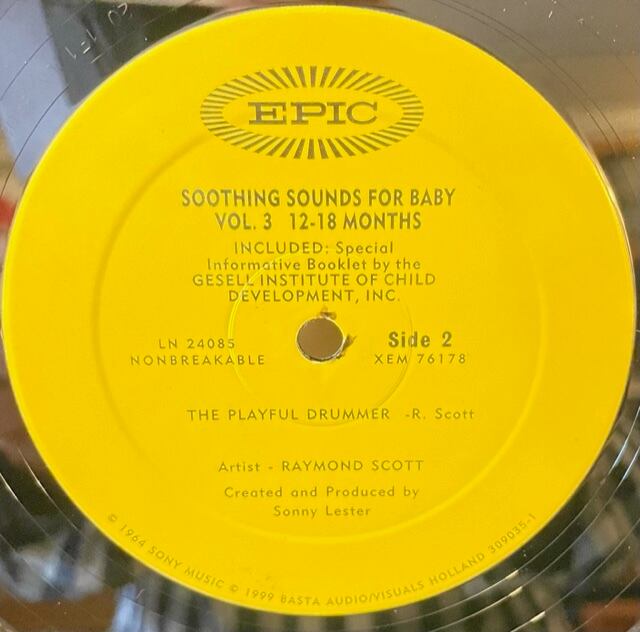 EPIC
SOOTHING SOUNDS FOR BABY
VOL. 3 12-18 MONTHS
INCLUDED: Special
Informative Booklet by the
GESELL INSTITUTE OF CHILD
DEVELOPMENT, INC.
LN 24085
NONBREAKABLE
Side 2
XEM 76178
THE PLAYFUL DRUMMER -R. Scott
Artist - RAYMOND SCOTT
Created and Produced by
Sonny Lester
© 1964 SONY MUSIC © 1999 BASTA AUDIO/VISUALS HOLLAND 309035-1